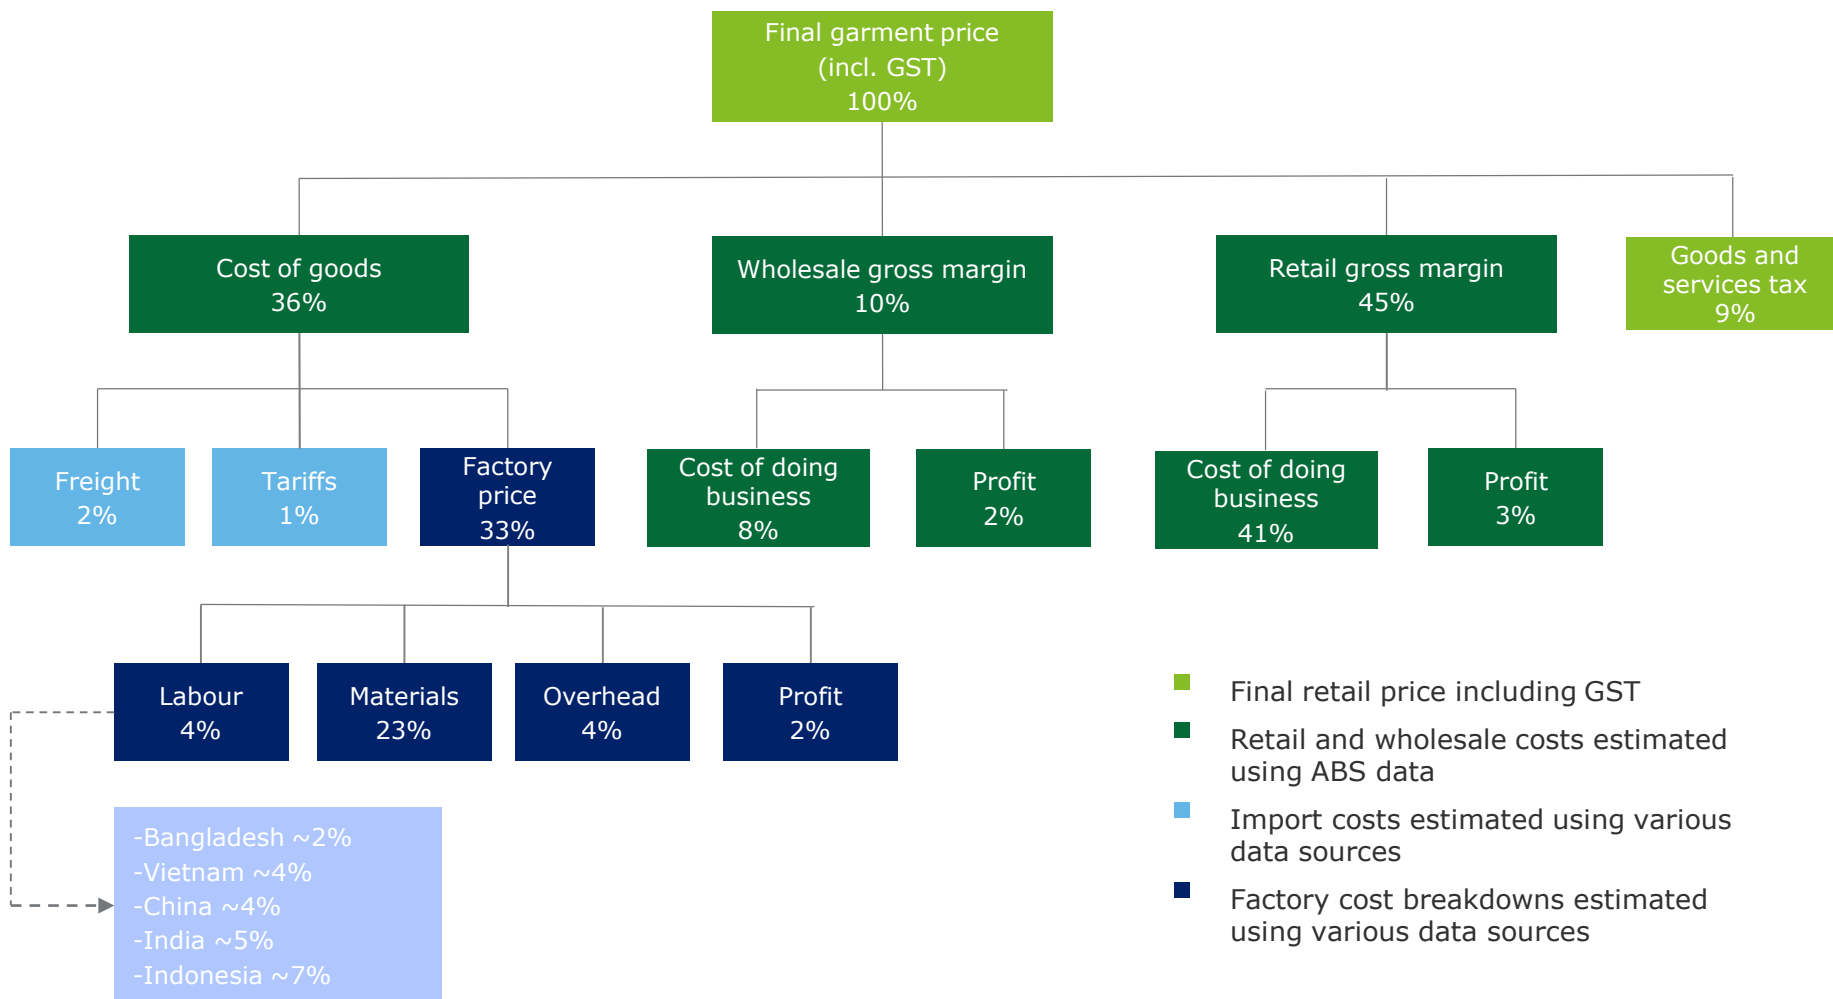 Final garment price
(incl. GST)
100%
Cost of goods
36%
Wholesale gross margin
10%
Retail gross margin
45%
Goods and
services tax
9%
Freight
2%
Tariffs
1%
Factory
price
33%
Cost of doing
business
8%
Profit
2%
Cost of doing
business
41%
Profit
3%
Labour
4%
Materials
23%
Overhead
4%
Profit
2%
-Bangladesh ~2%
-Vietnam ~4%
-China ~4%
-India ~5%
-Indonesia ~7%
Final retail price including GST
Retail and wholesale costs estimated
using ABS data
Import costs estimated using various
data sources
Factory cost breakdowns estimated
using various data sources